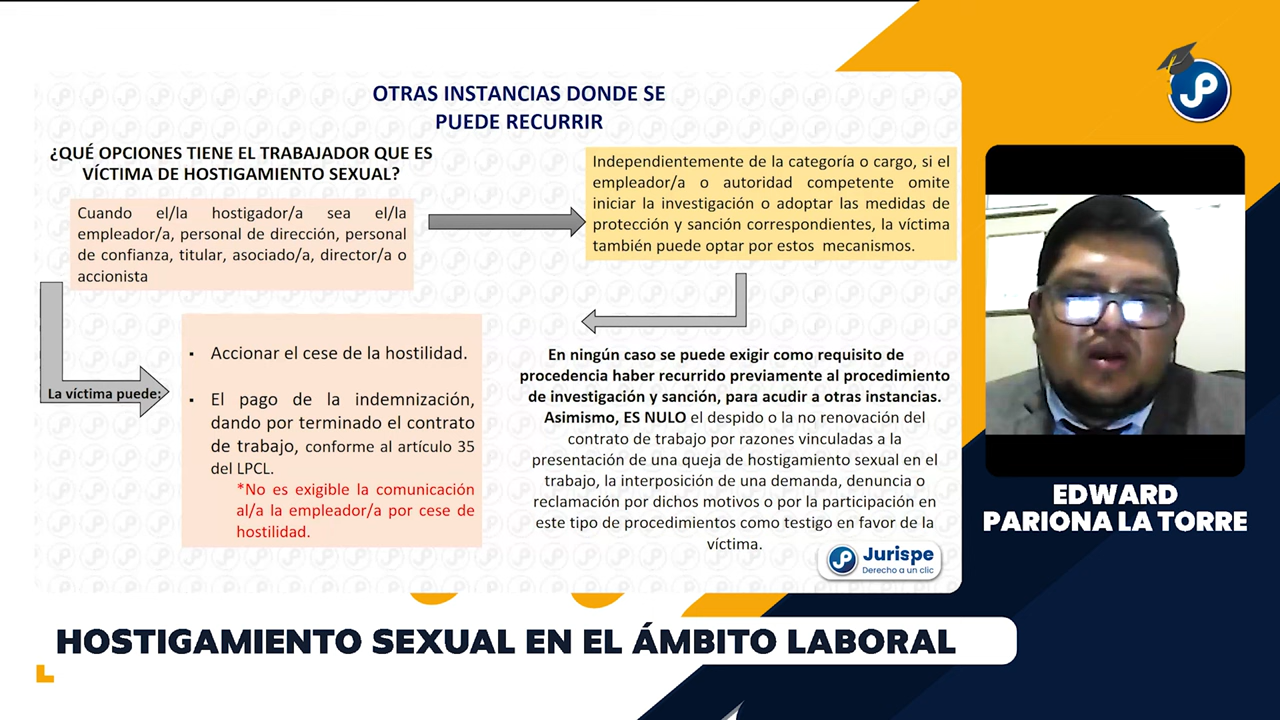 OTRAS INSTANCIAS DONDE SE
PUEDE RECURRIR
¿QUÉ OPCIONES TIENE EL TRABAJADOR QUE ES
VÍCTIMA DE HOSTIGAMIENTO SEXUAL?
Cuando el/la hostigador/a sea el/la
empleador/a, personal de dirección, personal
de confianza, titular, asociado/a, director/a o
accionista
Independientemente de la categoría o cargo, si el
empleador/a o autoridad competente omite
iniciar la investigación o adoptar las medidas de
protección y sanción correspondientes, la víctima
también puede optar por estos mecanismos.
La víctima puede:
▪ Accionar el cese de la hostilidad.
▪ El pago de la indemnización,
dando por terminado el contrato
de trabajo, conforme al artículo 35
del LPCL.
*No es exigible la comunicación
al/a la empleador/a por cese de
hostilidad.
En ningún caso se puede exigir como requisito de
procedencia haber recurrido previamente al procedimiento
de investigación y sanción, para acudir a otras instancias.
Asimismo, ES NULO el despido o la no renovación del
contrato de trabajo por razones vinculadas a la
presentación de una queja de hostigamiento sexual en el
trabajo, la interposición de una demanda, denuncia o
reclamación por dichos motivos o por la participación en
este tipo de procedimientos como testigo en favor de la
víctima.
JP Jurispe
Derecho a un clic
JP
EDWARD
PARIONA LA TORRE
HOSTIGAMIENTO SEXUAL EN EL ÁMBITO LABORAL